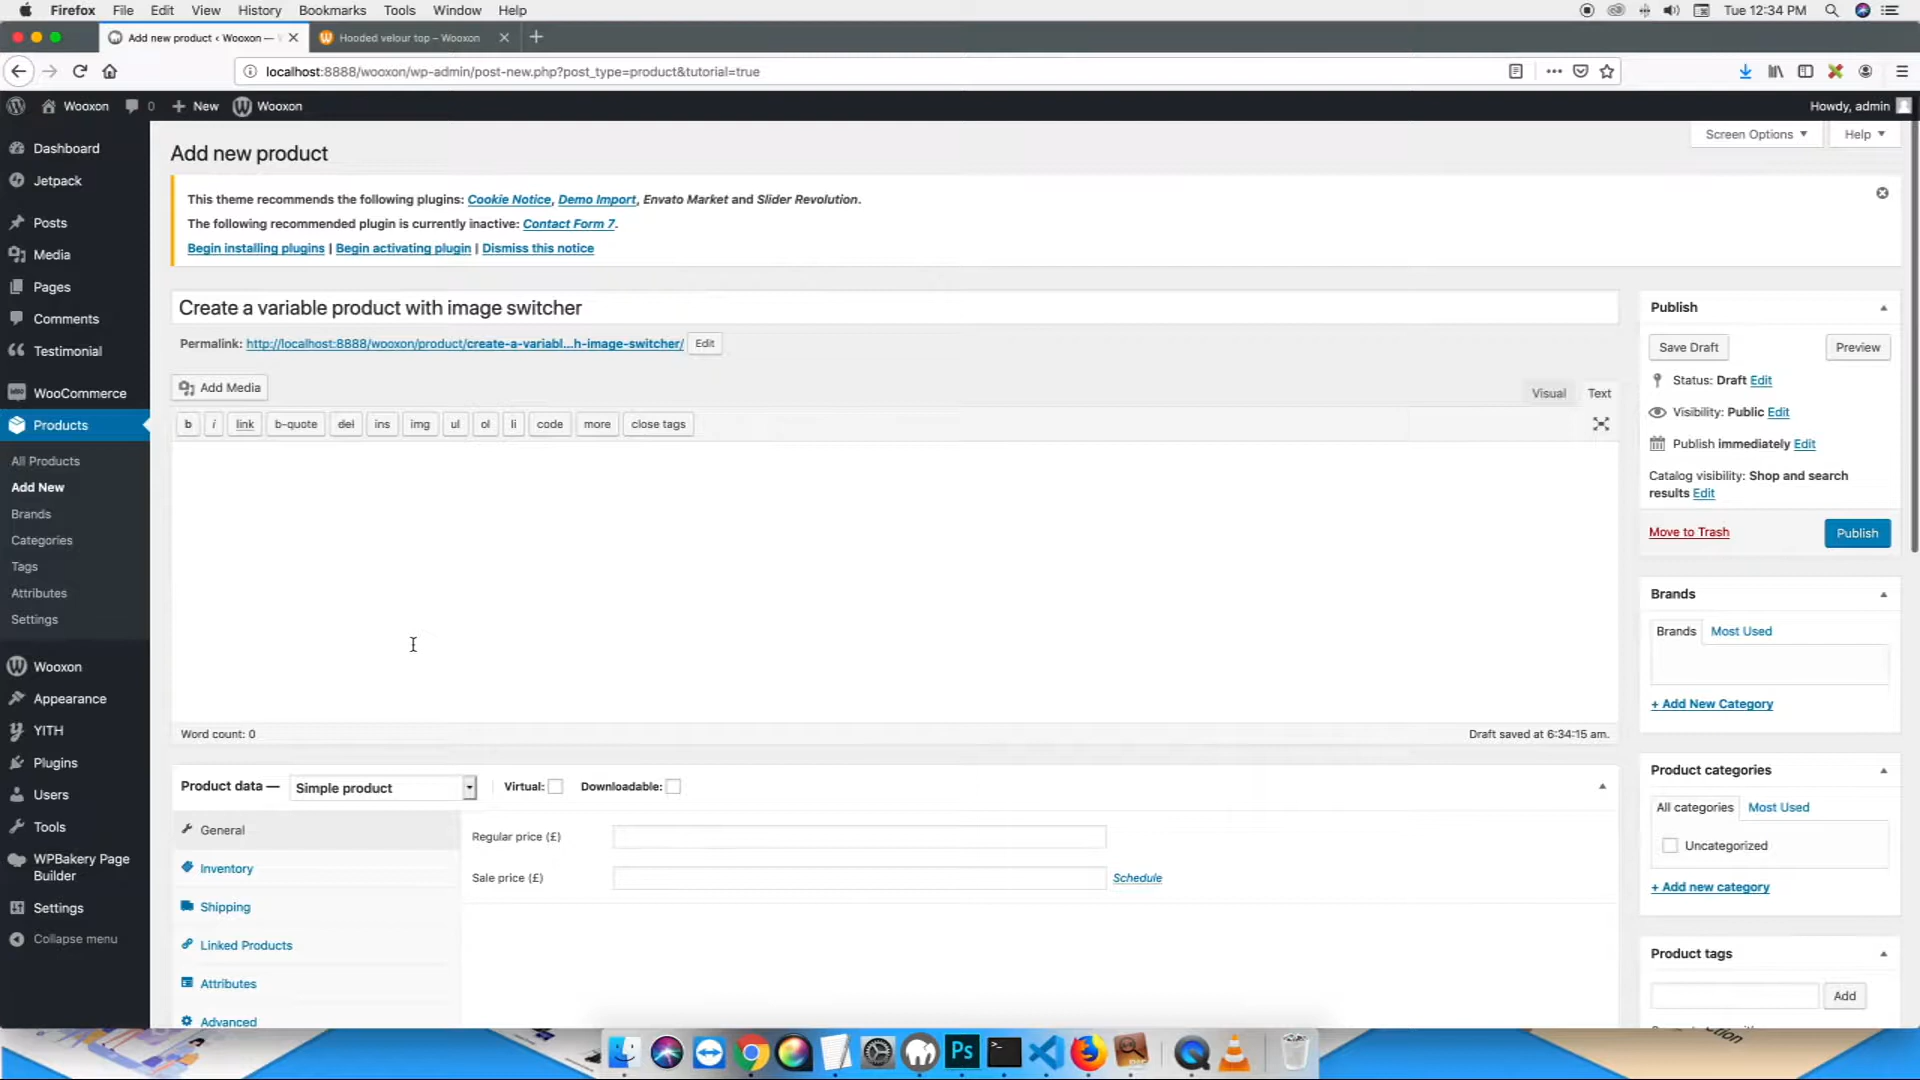 Firefox File Edit View History Bookmarks Tools Window Help
Tue 12:34 PM
Add new product ‹ Wooxon —
Hooded velour top – Wooxon
localhost:8888/wooxon/wp-admin/post-new.php?post_type=product&tutorial=true
Wooxon 0 New Wooxon
Howdy, admin
Dashboard
Jetpack
Posts
Media
Pages
Comments
Testimonial
WooCommerce
Products
All Products
Add New
Brands
Categories
Tags
Attributes
Settings
Wooxon
Appearance
YITH
Plugins
Users
Tools
WPBakery Page
Builder
Settings
Collapse menu
Screen Options
Help
Add new product
This theme recommends the following plugins: Cookie Notice, Demo Import, Envato Market and Slider Revolution.
The following recommended plugin is currently inactive: Contact Form 7.
Begin installing plugins | Begin activating plugin | Dismiss this notice
Create a variable product with image switcher
Permalink: http://localhost:8888/wooxon/product/create-a-variabl...h-image-switcher/ Edit
Add Media
Visual Text
b i link b-quote del ins img ul ol li code more close tags
Word count: 0
Draft saved at 6:34:15 am.
Product data — Simple product Virtual: Downloadable:
General
Inventory
Shipping
Linked Products
Attributes
Advanced
Regular price (£)
Sale price (£)
Schedule
Publish
Save Draft
Preview
Status: Draft Edit
Visibility: Public Edit
Publish immediately Edit
Catalog visibility: Shop and search
results Edit
Move to Trash
Publish
Brands
Brands Most Used
+ Add New Category
Product categories
All categories Most Used
Uncategorized
+ Add new category
Product tags
Add
Ps